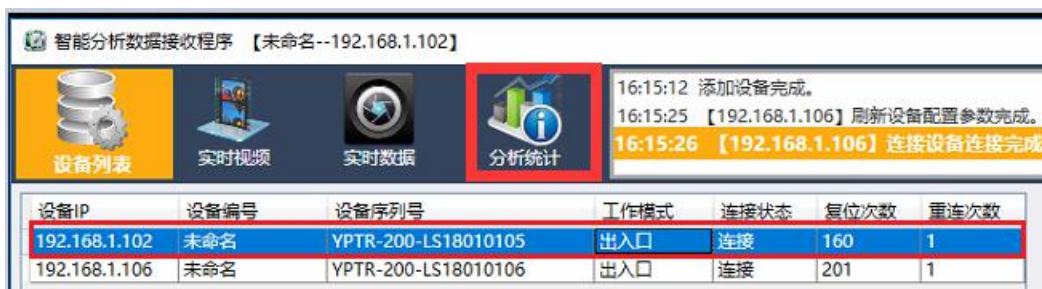 智能分析数据接收程序 【未命名--192.168.1.102】
设备列表 实时视频 实时数据 分析统计
16:15:12 添加设备完成。
16:15:25 【192.168.1.106】刷新设备配置参数完成。
16:15:26 【192.168.1.106】连接设备连接完成
设备IP 设备编号 设备序列号 工作模式 连接状态 复位次数 重连次数
192.168.1.102 未命名 YPTR-200-LS18010105 出入口 连接 160 1
192.168.1.106 未命名 YPTR-200-LS18010106 出入口 连接 201 1